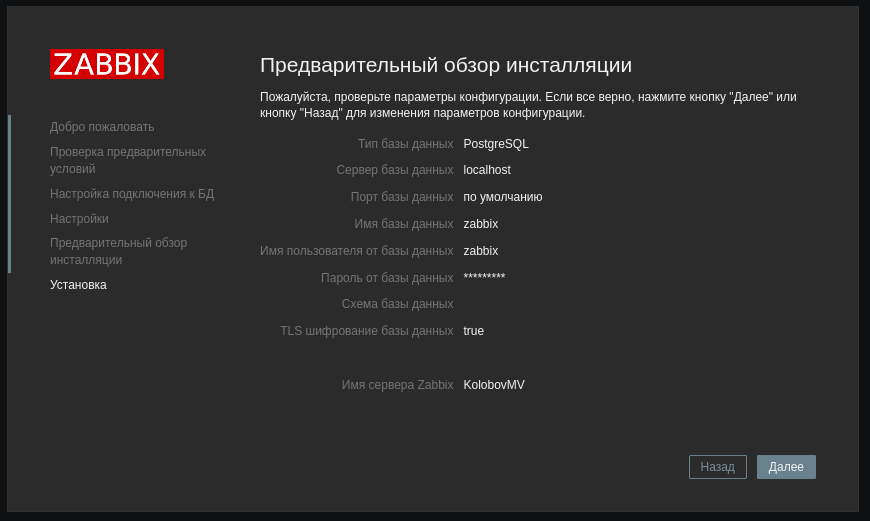 ZABBIX
Добро пожаловать
Проверка предварительных
условий
Настройка подключения к БД
Настройки
Предварительный обзор
инсталляции
Установка
Предварительный обзор инсталляции
Пожалуйста, проверьте параметры конфигурации. Если все верно, нажмите кнопку "Далее" или
кнопку "Назад" для изменения параметров конфигурации.
Тип базы данных PostgreSQL
Сервер базы данных localhost
Порт базы данных по умолчанию
Имя базы данных zabbix
Имя пользователя от базы данных zabbix
Пароль от базы данных *********
Схема базы данных
TLS шифрование базы данных true
Имя сервера Zabbix KolobovMV
Назад Далее